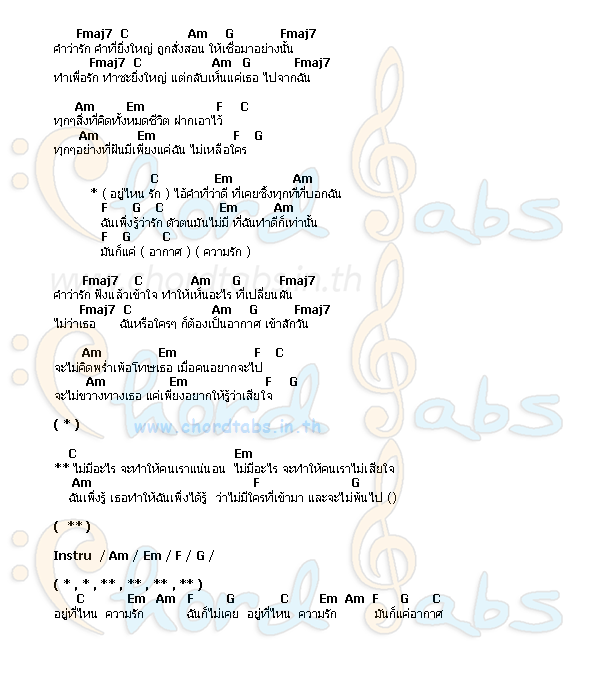 Fmaj7 C Am G Fmaj7
คำว่ารัก คำที่ยิ่งใหญ่ ถูกสั่งสอน ให้เชื่อมาอย่างนั้น
Fmaj7 C Am G Fmaj7
ทำเพื่อรัก ทำซะยิ่งใหญ่ แต่กลับเห็นแค่เธอ ไปจากฉัน
Am Em F C
ทุกๆสิ่งที่คิดทั้งหมดชีวิต ฝากเอาไว้
Am Em F G
ทุกๆอย่างที่ฝันมีเพียงแค่ฉัน ไม่เหลือใคร
C Em Am
* ( อยู่ไหน รัก ) ไอ้คำที่ว่าดี ที่เคยซึ้งทุกทีที่บอกฉัน
F G C Em Am
ฉันเพิ่งรู้ว่ารัก ตัวตนมันไม่มี ที่ฉันทำดีก็เท่านั้น
F G C
มันก็แค่ ( อากาศ ) ( ความรัก )
www.chordtabs.in.th
Fmaj7 C Am G Fmaj7
คำว่ารัก ฟังแล้วเข้าใจ ทำให้เห็นอะไร ที่เปลี่ยนผัน
Fmaj7 C Am G Fmaj7
ไม่ว่าเธอ ฉันหรือใครๆ ก็ต้องเป็นอากาศ เข้าสักวัน
Am Em F C
จะไม่คิดพร่ำเพ้อโทษเธอ เมื่อคนอยากจะไป
Am Em F G
จะไม่ขวางทางเธอ แค่เพียงอยากให้รู้ว่าเสียใจ
( * )
www.chordtabs.in.th
C Em
** ไม่มีอะไร จะทำให้คนเราแน่นอน ไม่มีอะไร จะทำให้คนเราไม่เสียใจ
Am F G
ฉันเพิ่งรู้ เธอทำให้ฉันเพิ่งได้รู้ ว่าไม่มีใครที่เข้ามา และจะไม่พ้นไป ()
( ** )
Instru / Am / Em / F / G /
( * , * , ** , ** , ** , ** )
C Em Am F G C Em Am F G C
อยู่ที่ไหน ความรัก ฉันก็ไม่เคย อยู่ที่ไหน ความรัก มันก็แค่อากาศ